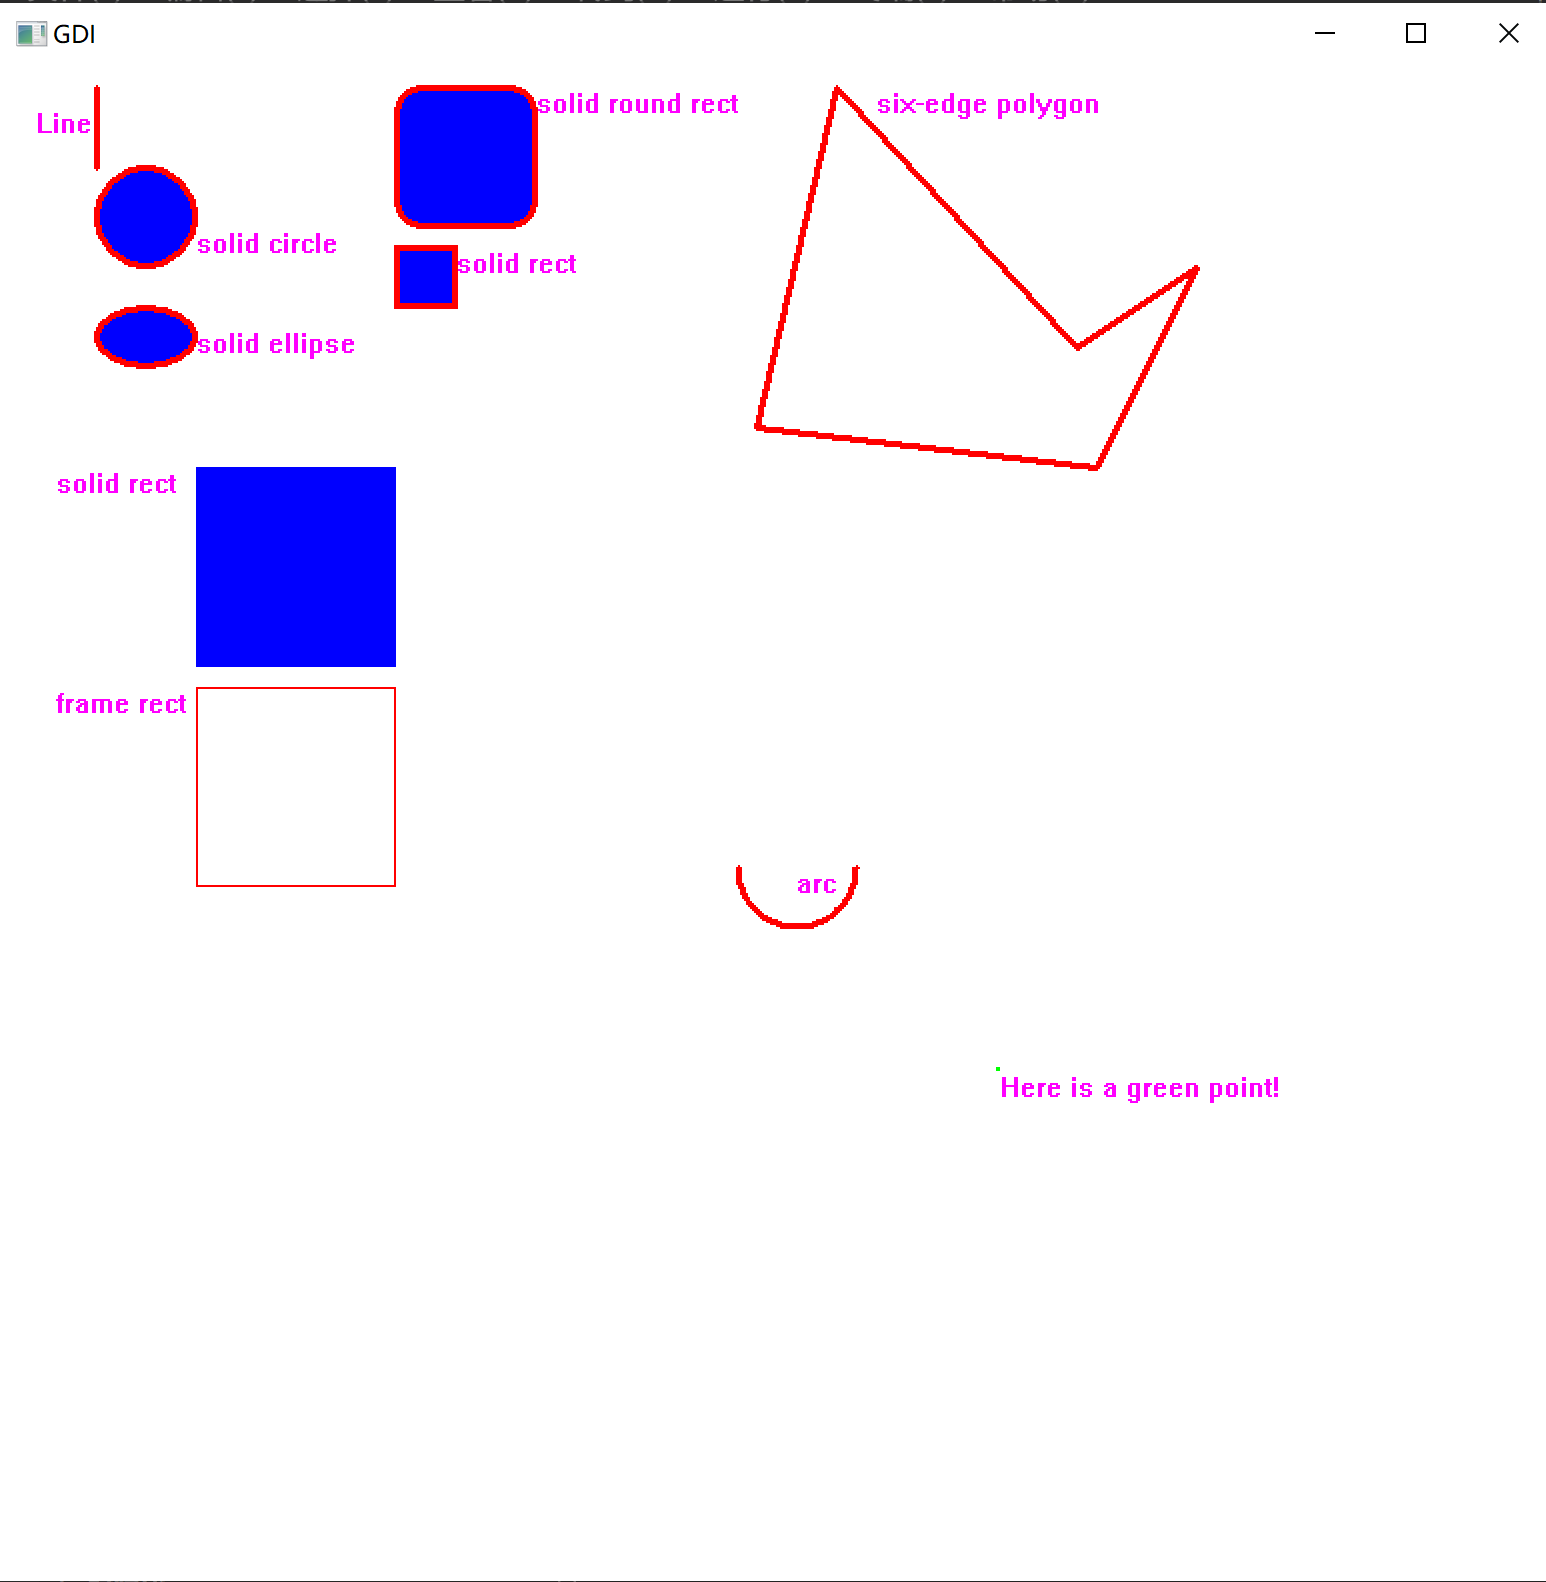 GDI
Line
solid round rect
six-edge polygon
solid circle
solid rect
solid ellipse
solid rect
frame rect
arc
Here is a green point!